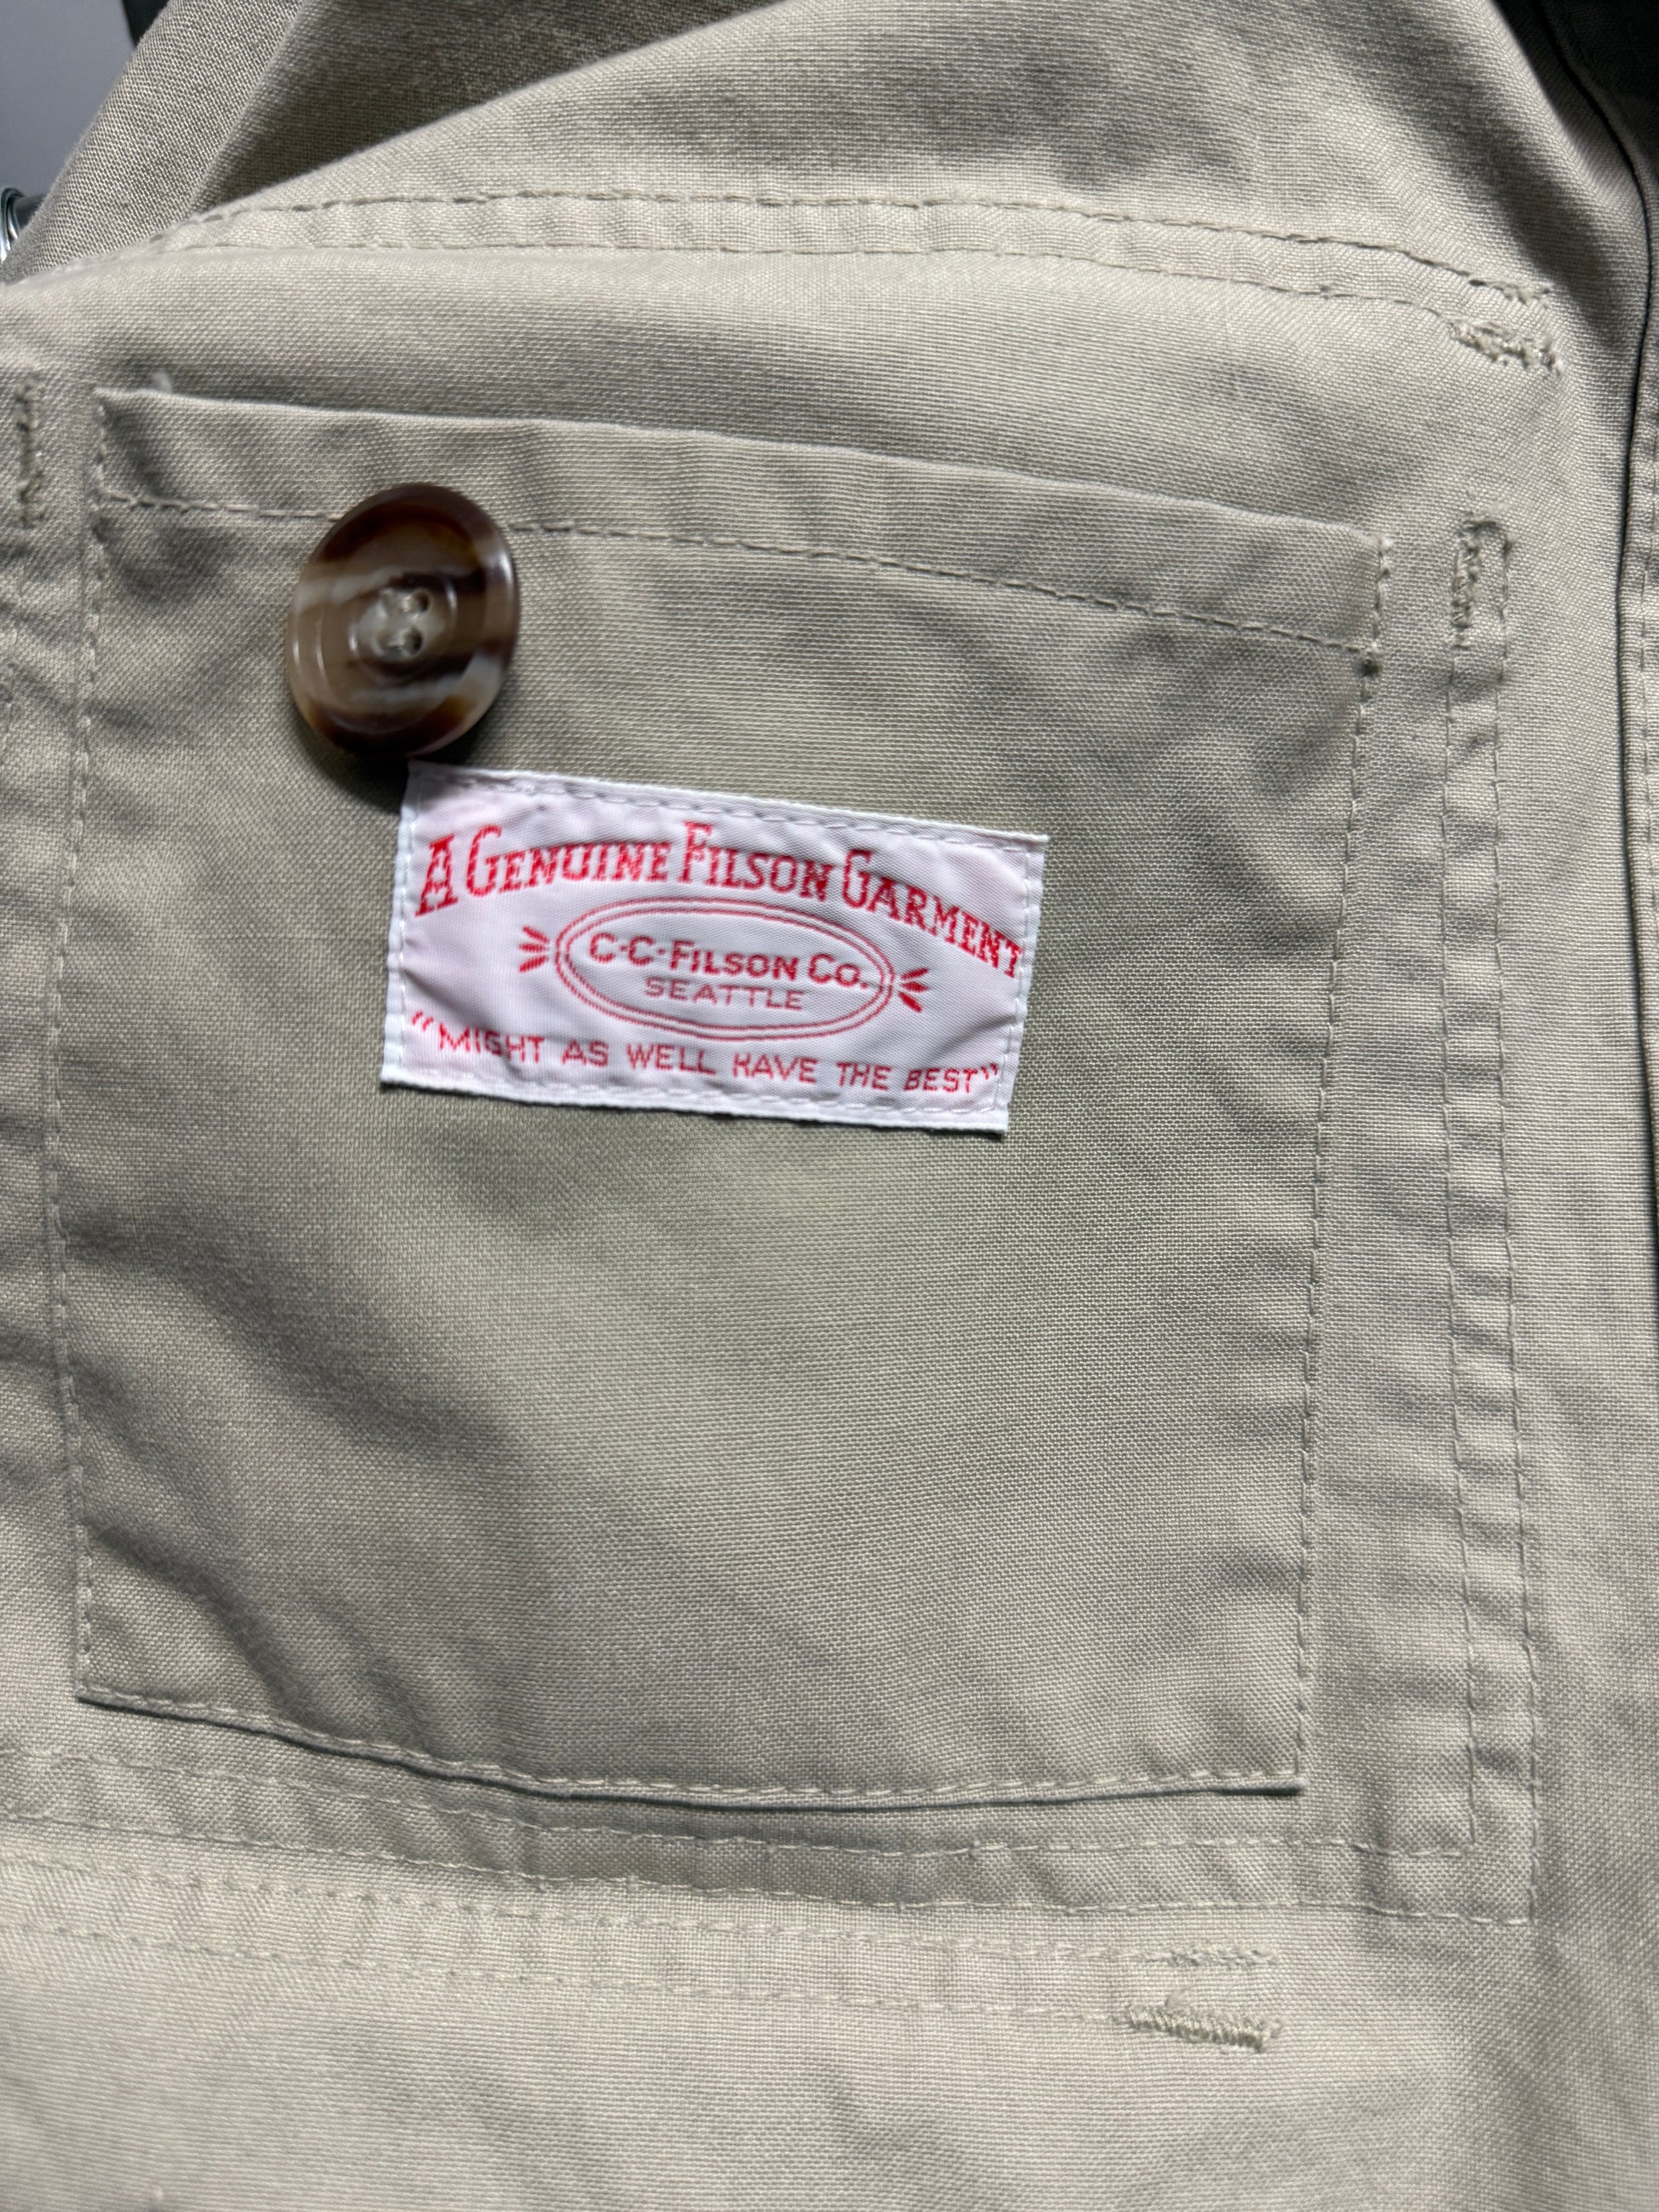 A GENUINE FILSON GARMENT
C·C·FILSON CO.
SEATTLE
"MIGHT AS WELL HAVE THE BEST"